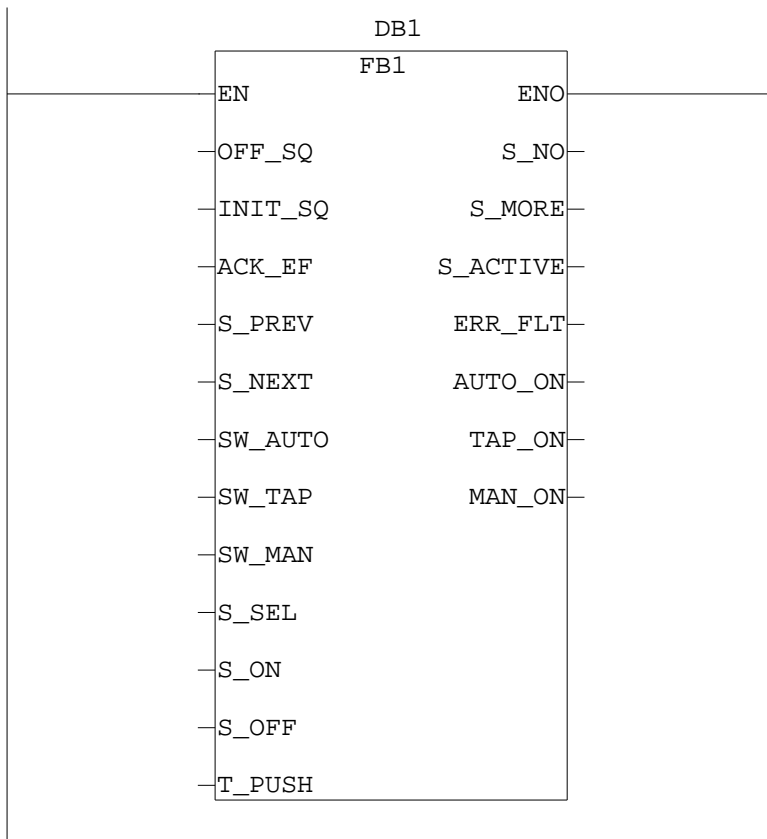 DB1
FB1
EN ENO
OFF_SQ S_NO
INIT_SQ S_MORE
ACK_EF S_ACTIVE
S_PREV ERR_FLT
S_NEXT AUTO_ON
SW_AUTO TAP_ON
SW_TAP MAN_ON
SW_MAN
S_SEL
S_ON
S_OFF
T_PUSH